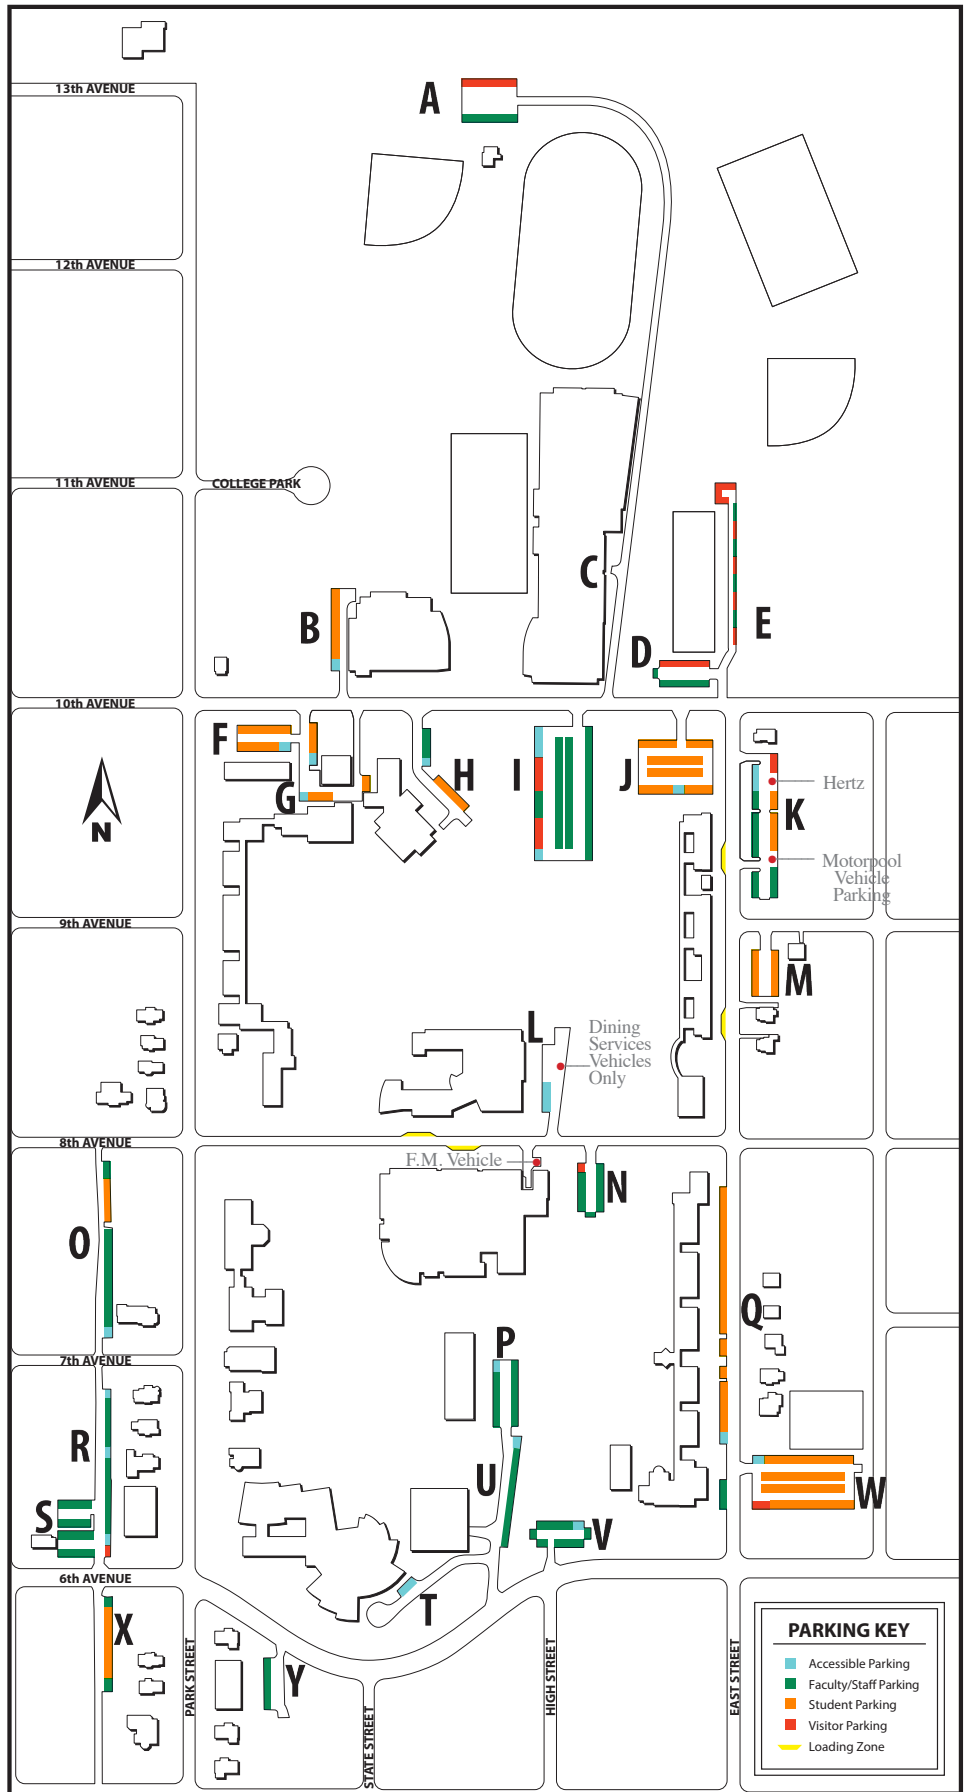 13th AVENUE
A
12th AVENUE
11th AVENUE
COLLEGE PARK
C
B
E
D
10th AVENUE
F
I
J
H
G
Hertz
K
N
Motorpool
Vehicle
Parking
9th AVENUE
M
L
Dining
Services
Vehicles
Only
8th AVENUE
F.M. Vehicle
N
O
Q
P
7th AVENUE
R
U
W
S
V
6th AVENUE
T
X
Y
PARK STREET
STATE STREET
HIGH STREET
EAST STREET
PARKING KEY
Accessible Parking
Faculty/Staff Parking
Student Parking
Visitor Parking
Loading Zone